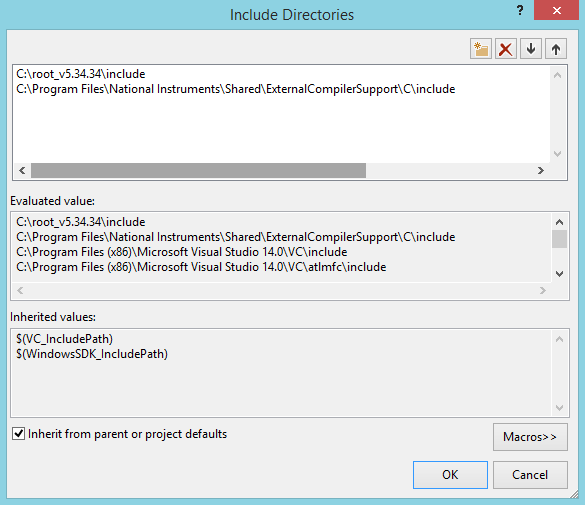 Include Directories
?
C:\root_v5.34.34\include
C:\Program Files\National Instruments\Shared\ExternalCompilerSupport\C\include
Evaluated value:
C:\root_v5.34.34\include
C:\Program Files\National Instruments\Shared\ExternalCompilerSupport\C\include
C:\Program Files (x86)\Microsoft Visual Studio 14.0\VC\include
C:\Program Files (x86)\Microsoft Visual Studio 14.0\VC\atlmfc\include
Inherited values:
$(VC_IncludePath)
$(WindowsSDK_IncludePath)
Inherit from parent or project defaults
Macros>>
OK
Cancel